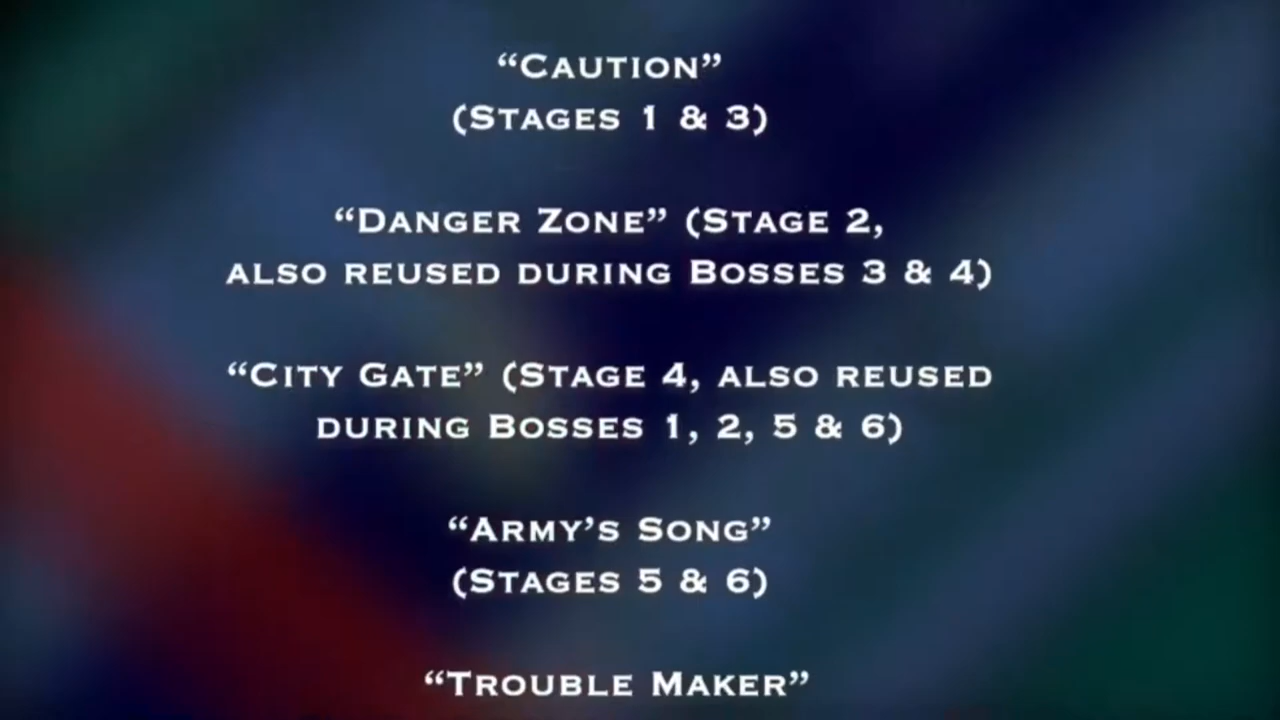 “Caution”
(Stages 1 & 3)
“Danger Zone” (Stage 2,
also reused during Bosses 3 & 4)
“City Gate” (Stage 4, also reused
during Bosses 1, 2, 5 & 6)
“Army’s Song”
(Stages 5 & 6)
“Trouble Maker”